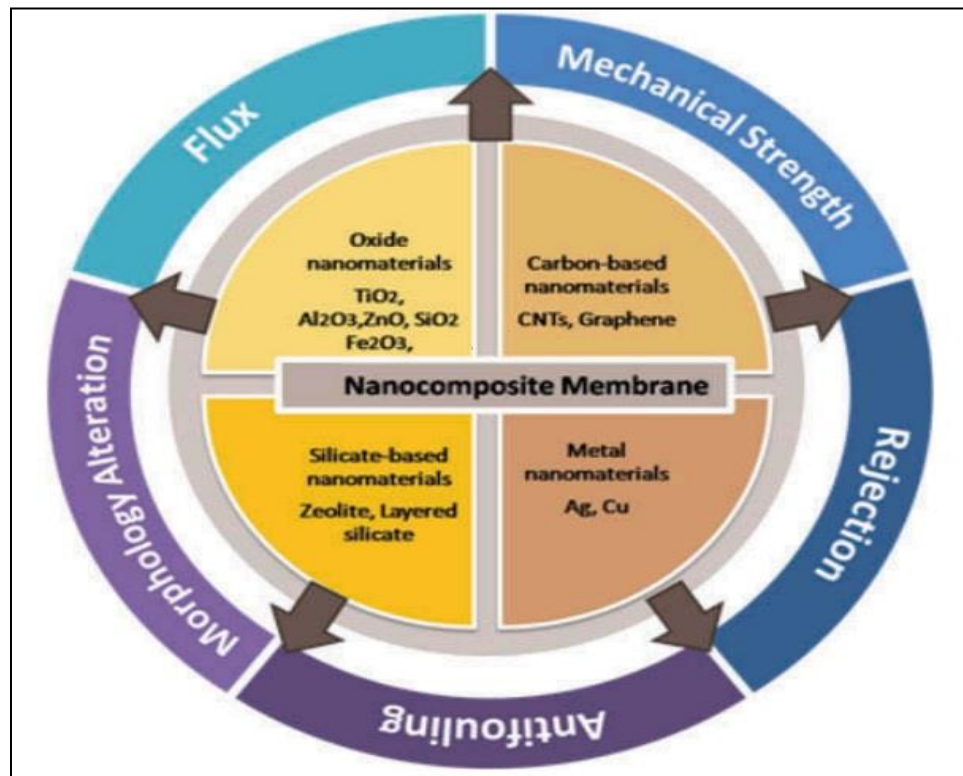 Flux
Mechanical Strength
Oxide
nanomaterials
TiO2,
Al2O3,ZnO, SiO2
Fe2O3,
Carbon-based
nanomaterials
CNTs, Graphene
Nanocomposite Membrane
Silicate-based
nanomaterials
Zeolite, Layered
silicate
Metal
nanomaterials
Ag, Cu
Morphology Alteration
Rejection
Antifouling